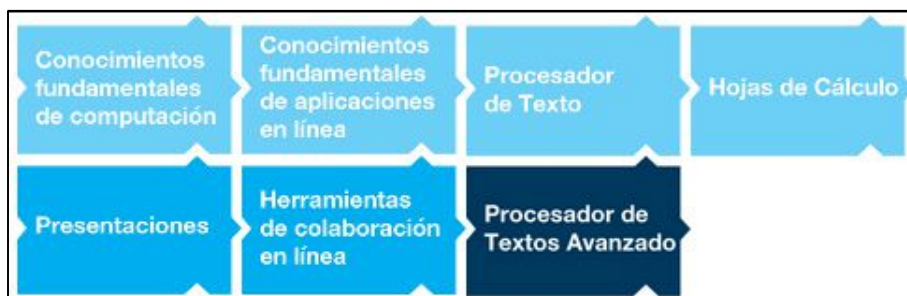 Conocimientos
fundamentales
de computación
Conocimientos
fundamentales
de aplicaciones
en línea
Procesador
de Texto
Hojas de Cálculo
Presentaciones
Herramientas
de colaboración
en línea
Procesador de
Textos Avanzado